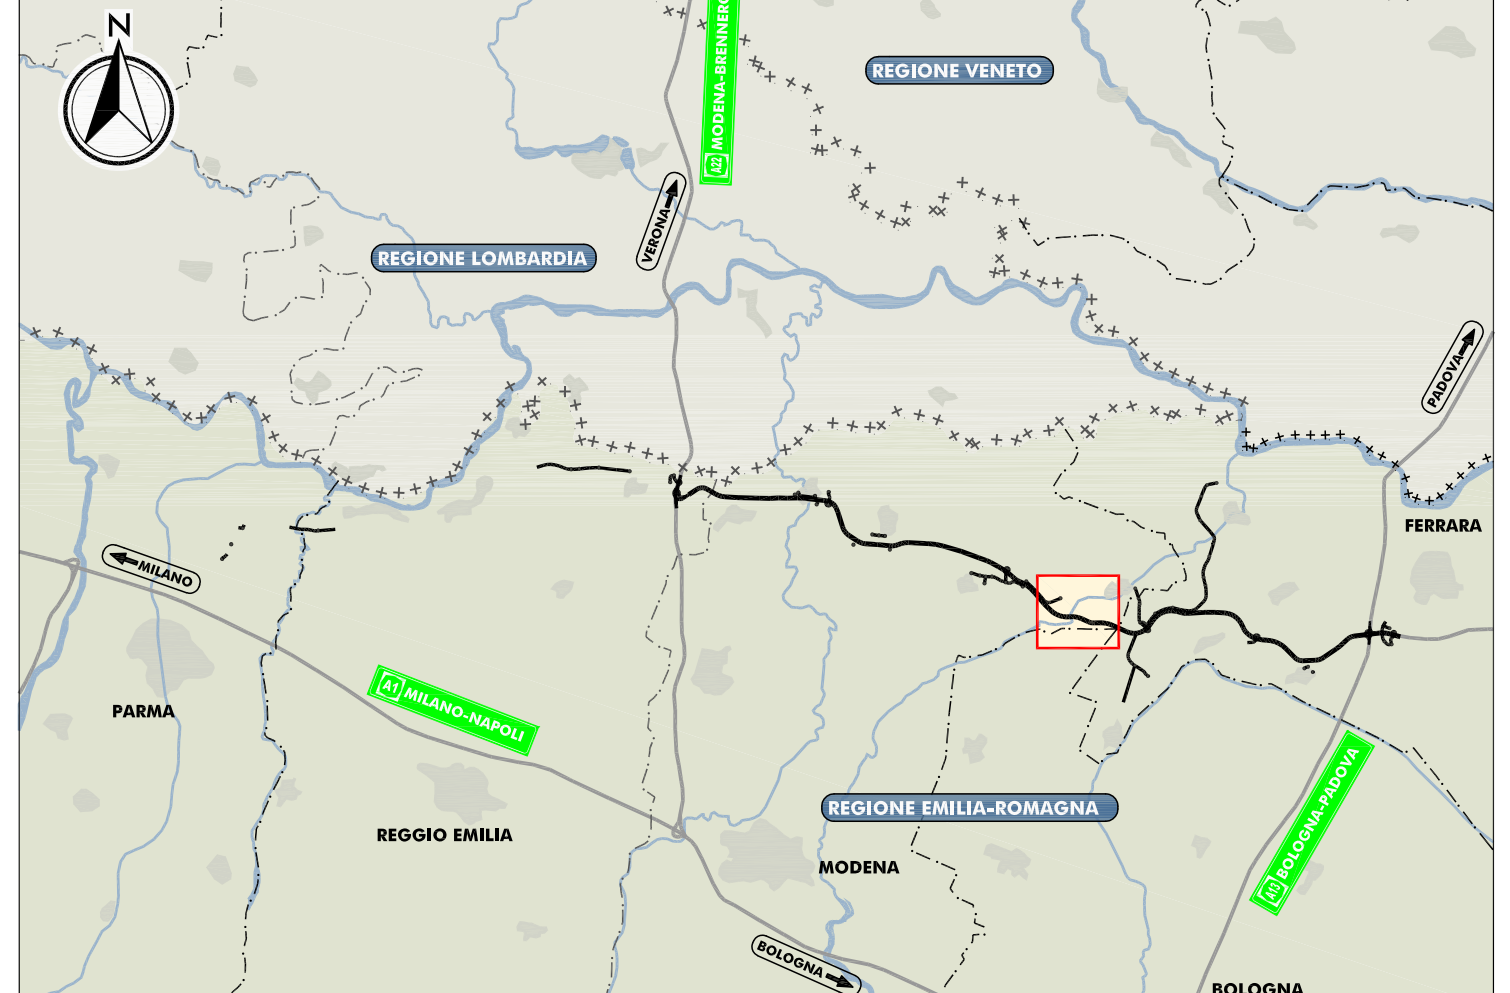 N
A22 MODENA-BRENNERO
REGIONE VENETO
VERONA
REGIONE LOMBARDIA
PADOVA
FERRARA
MILANO
A1 MILANO-NAPOLI
PARMA
REGIONE EMILIA-ROMAGNA
REGGIO EMILIA
A13 BOLOGNA-PADOVA
MODENA
BOLOGNA
BOLOGNA